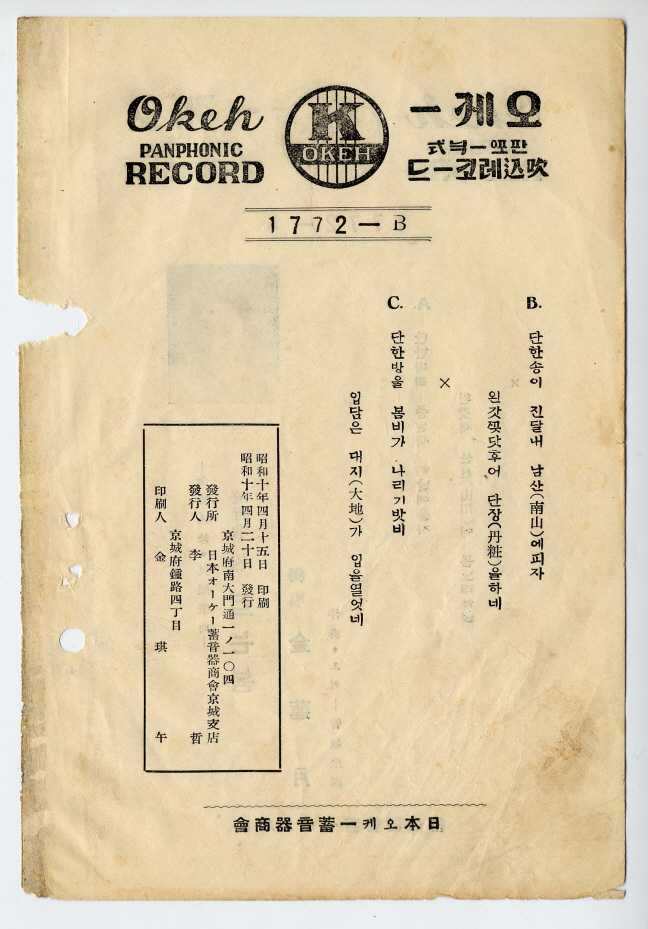 Okeh
PANPHONIC
RECORD
K
OKEH
오케ー
판포ー닉式
吹込레코ー드
1772 — B
B. 단한송이 진달내 남산(南山)에피자
왼갓꼿닷후어 단장(丹粧)을하네
×
C. 단한방울 봄비가 나리기밧비
입담은 대지(大地)가 입을열엇네
昭和十年四月十五日 印刷
昭和十年四月二十日 發行
京城府南大門通一ノ一〇四
發行所 日本オーケー蓄音器商會京城支店
發行人 李哲
京城府鍾路四丁目
印刷人 金琪午
日本오케ー蓄音器商會